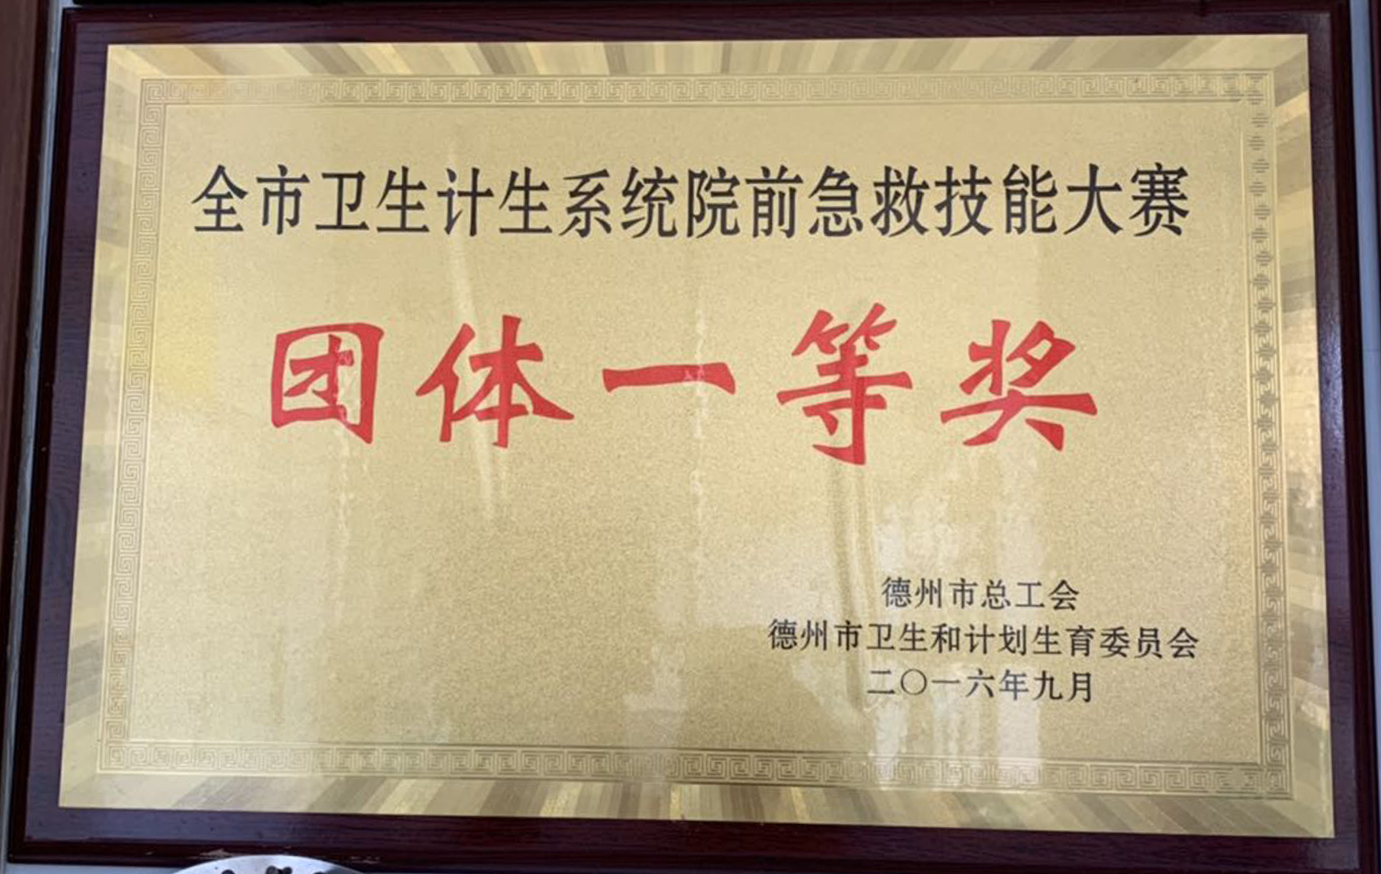 全市卫生计生系统院前急救技能大赛
团体一等奖
德州市总工会
德州市卫生和计划生育委员会
二〇一六年九月